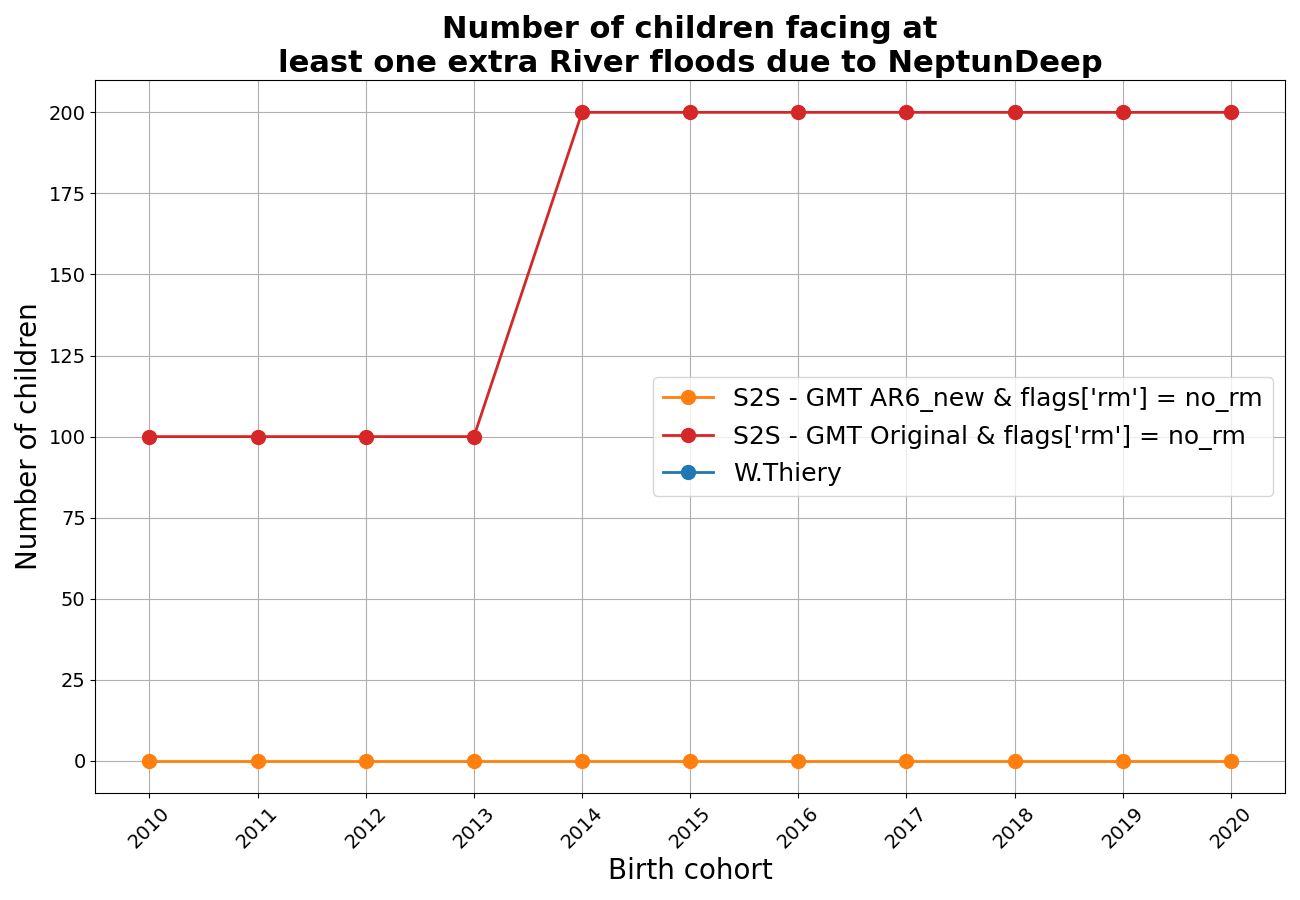 Number of children facing at
least one extra River floods due to NeptunDeep
Number of children
200
175
150
125
100
75
50
25
0
S2S - GMT AR6_new & flags['rm'] = no_rm
S2S - GMT Original & flags['rm'] = no_rm
W.Thiery
2010
2011
2012
2013
2014
2015
2016
2017
2018
2019
2020
Birth cohort